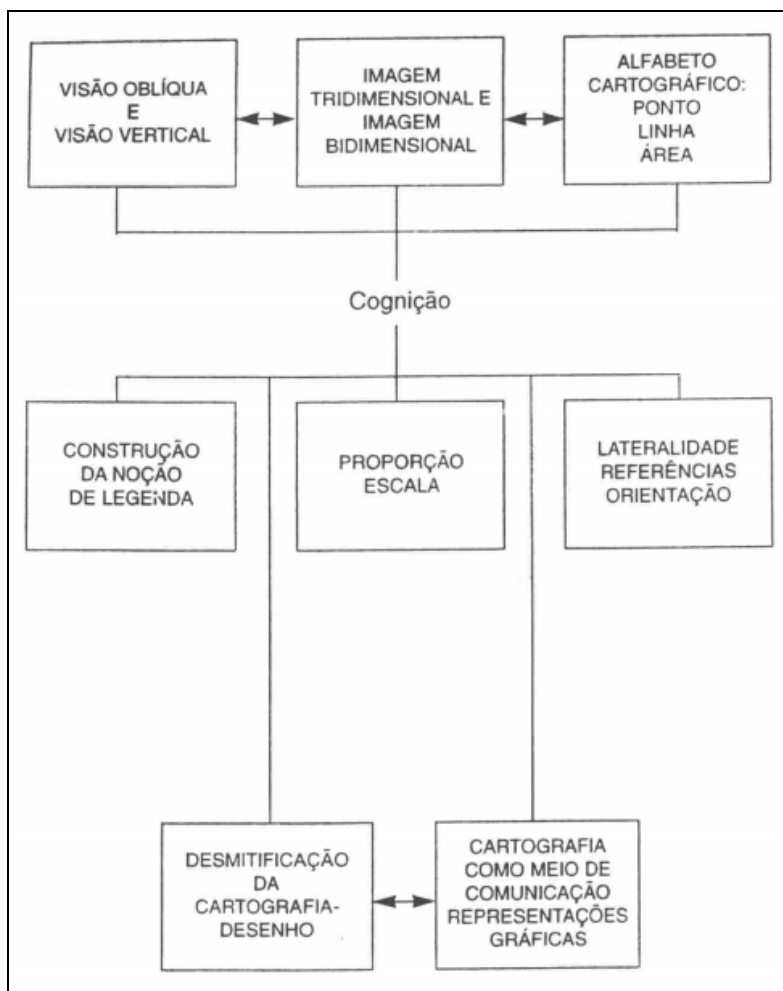 VISÃO OBLÍQUA
E
VISÃO VERTICAL
IMAGEM
TRIDIMENSIONAL E
IMAGEM
BIDIMENSIONAL
ALFABETO
CARTOGRÁFICO:
PONTO
LINHA
ÁREA
Cognição
CONSTRUÇÃO
DA NOÇÃO
DE LEGENDA
PROPORÇÃO
ESCALA
LATERALIDADE
REFERÊNCIAS
ORIENTAÇÃO
DESMITIFICAÇÃO
DA
CARTOGRAFIA-
DESENHO
CARTOGRAFIA
COMO MEIO DE
COMUNICAÇÃO
REPRESENTAÇÕES
GRÁFICAS